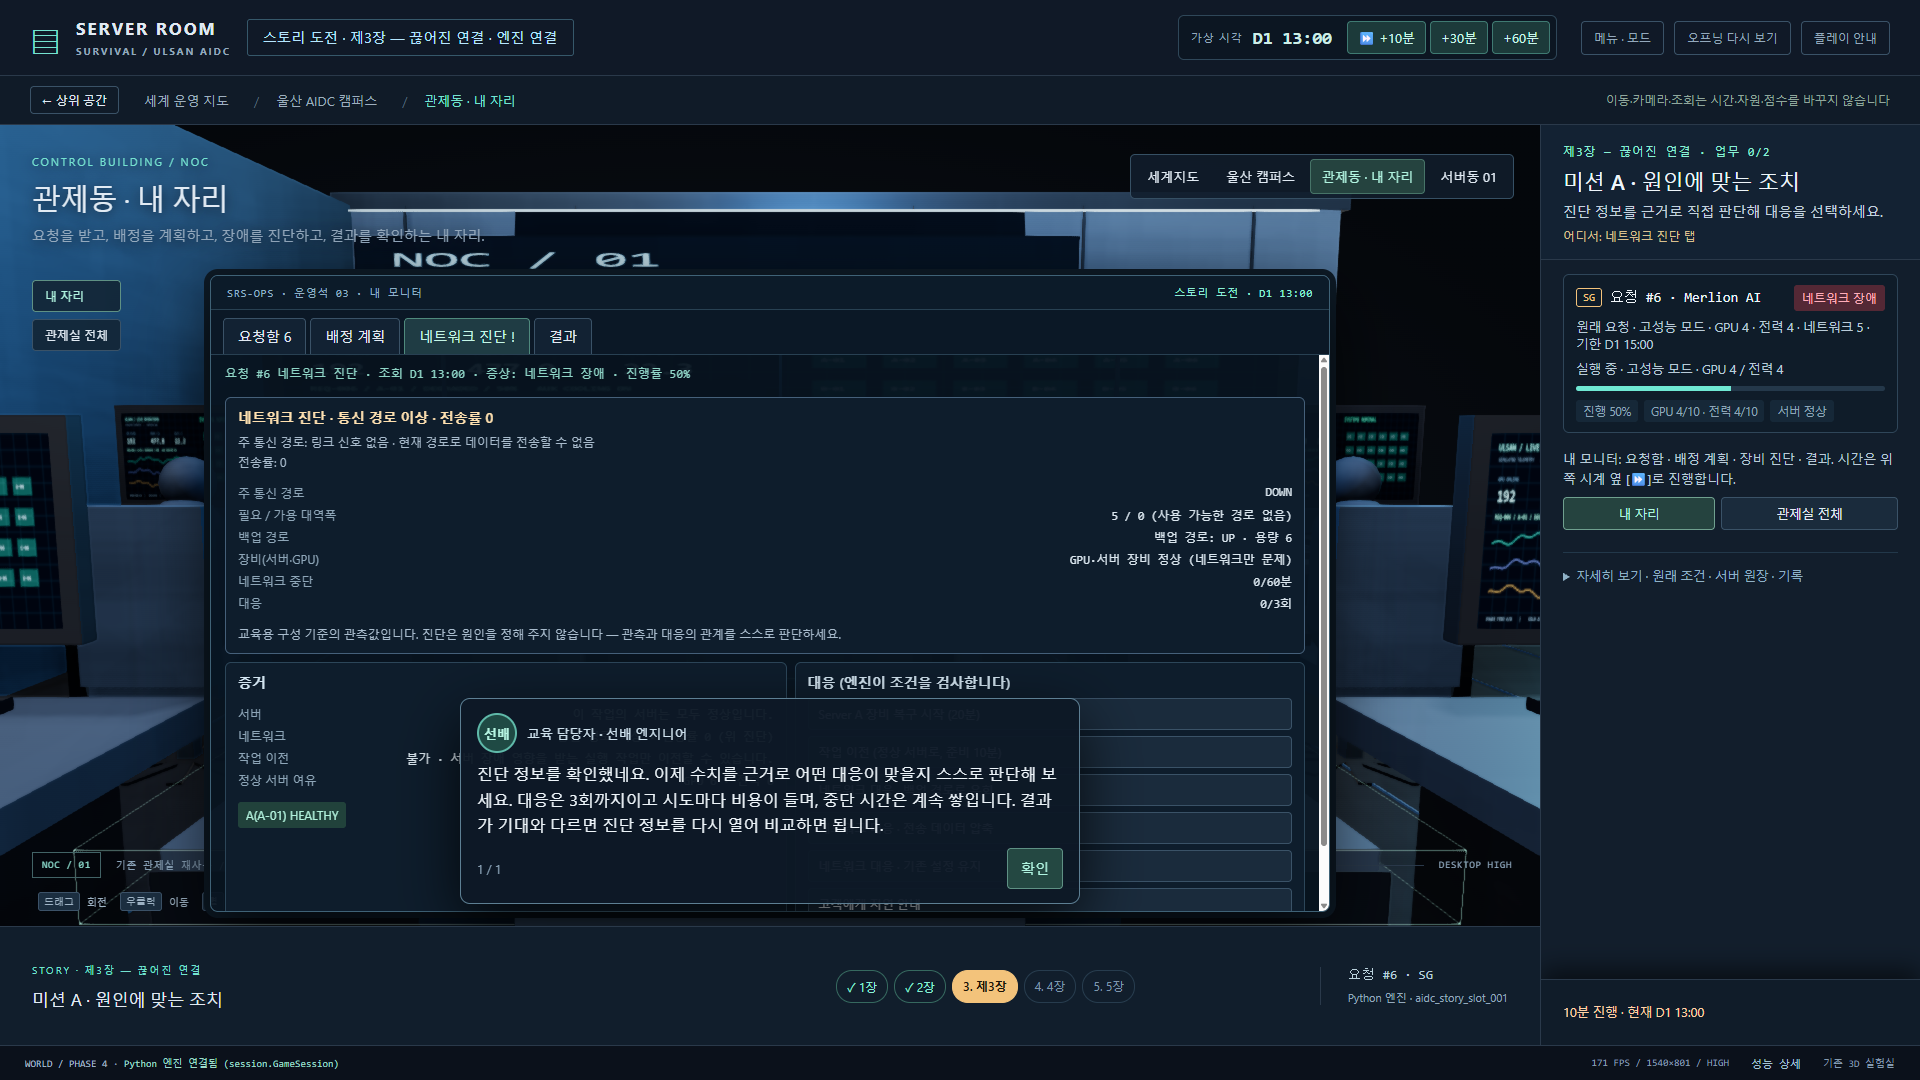 SERVER ROOM
SURVIVAL / ULSAN AIDC
스토리 도전 · 제3장 — 끊어진 연결 · 엔진 연결
가상 시각 D1 13:00 ⏩ +10분 +30분 +60분
메뉴 · 모드 오프닝 다시 보기 플레이 안내
← 상위 공간 세계 운영 지도 / 울산 AIDC 캠퍼스 / 관제동 · 내 자리
이동·카메라·조회는 시간·자원·점수를 바꾸지 않습니다
CONTROL BUILDING / NOC
관제동 · 내 자리
요청을 받고, 배정을 계획하고, 장애를 진단하고, 결과를 확인하는 내 자리.
세계지도 울산 캠퍼스 관제동 · 내 자리 서버동 01
내 자리
관제실 전체
NOC / 01
SRS-OPS · 운영석 03 · 내 모니터
스토리 도전 · D1 13:00
요청함 6 배정 계획 네트워크 진단 ! 결과
요청 #6 네트워크 진단 · 조회 D1 13:00 · 증상: 네트워크 장애 · 진행률 50%
네트워크 진단 · 통신 경로 이상 · 전송률 0
주 통신 경로: 링크 신호 없음 · 현재 경로로 데이터를 전송할 수 없음
전송률: 0
주 통신 경로 DOWN
필요 / 가용 대역폭 5 / 0 (사용 가능한 경로 없음)
백업 경로 백업 경로: UP · 용량 6
장비(서버·GPU) GPU·서버 장비 정상 (네트워크만 문제)
네트워크 중단 0/60분
대응 0/3회
교육용 구성 기준의 관측값입니다. 진단은 원인을 정해 주지 않습니다 — 관측과 대응의 관계를 스스로 판단하세요.
증거
서버
네트워크
작업 이전 불가 · 서
정상 서버 여유
A(A-01) HEALTHY
대응 (엔진이 조건을 검사합니다)
선배 교육 담당자 · 선배 엔지니어
진단 정보를 확인했네요. 이제 수치를 근거로 어떤 대응이 맞을지 스스로 판단해 보
세요. 대응은 3회까지이고 시도마다 비용이 들며, 중단 시간은 계속 쌓입니다. 결과
가 기대와 다르면 진단 정보를 다시 열어 비교하면 됩니다.
1 / 1 확인
NOC / 01 기존 관제실 재사
DESKTOP HIGH
드래그 회전 우클릭 이동
제3장 — 끊어진 연결 · 업무 0/2
미션 A · 원인에 맞는 조치
진단 정보를 근거로 직접 판단해 대응을 선택하세요.
어디서: 네트워크 진단 탭
SG 요청 #6 · Merlion AI 네트워크 장애
원래 요청 · 고성능 모드 · GPU 4 · 전력 4 · 네트워크 5 ·
기한 D1 15:00
실행 중 · 고성능 모드 · GPU 4 / 전력 4
진행 50% GPU 4/10 · 전력 4/10 서버 정상
내 모니터: 요청함 · 배정 계획 · 장비 진단 · 결과. 시간은 위
쪽 시계 옆 [⏩]로 진행합니다.
내 자리 관제실 전체
▶ 자세히 보기 · 원래 조건 · 서버 원장 · 기록
10분 진행 · 현재 D1 13:00
STORY · 제3장 — 끊어진 연결
미션 A · 원인에 맞는 조치
✓ 1장 ✓ 2장 3. 제3장 4. 4장 5. 5장
요청 #6 · SG
Python 엔진 · aidc_story_slot_001
WORLD / PHASE 4 · Python 엔진 연결됨 (session.GameSession)
171 FPS / 1540×801 / HIGH 성능 상세 기존 3D 실험실